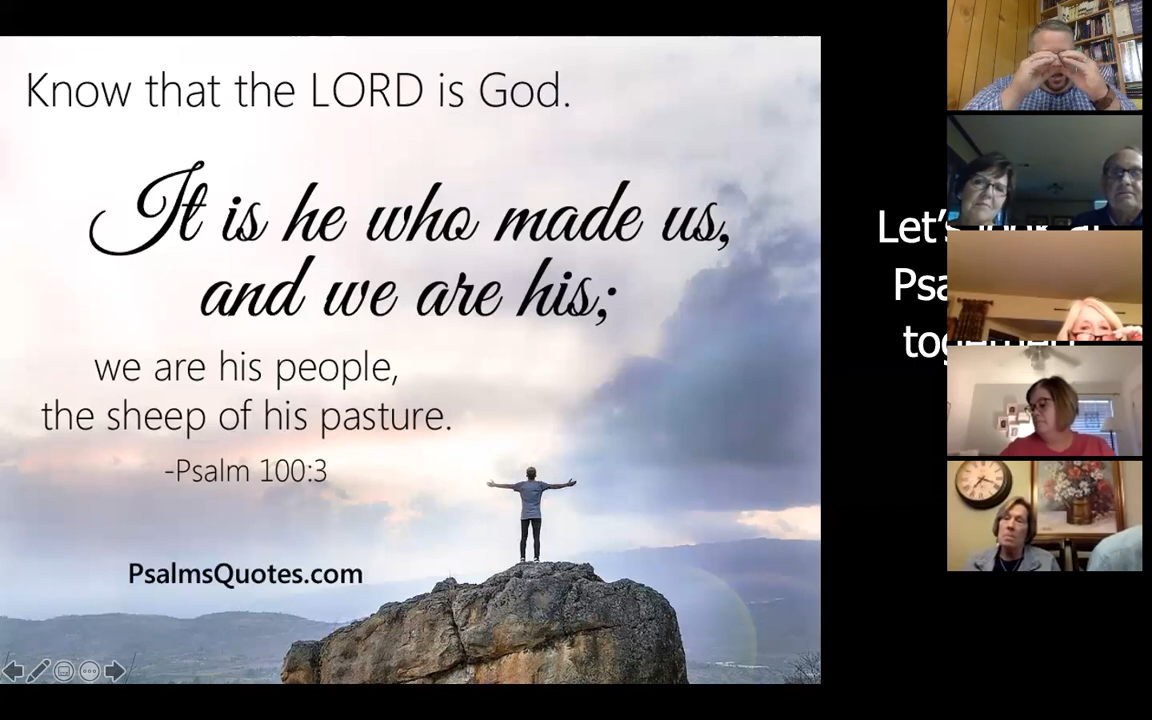 Know that the LORD is God.
It is he who made us,
and we are his;
we are his people,
the sheep of his pasture.
-Psalm 100:3
PsalmsQuotes.com
Let's